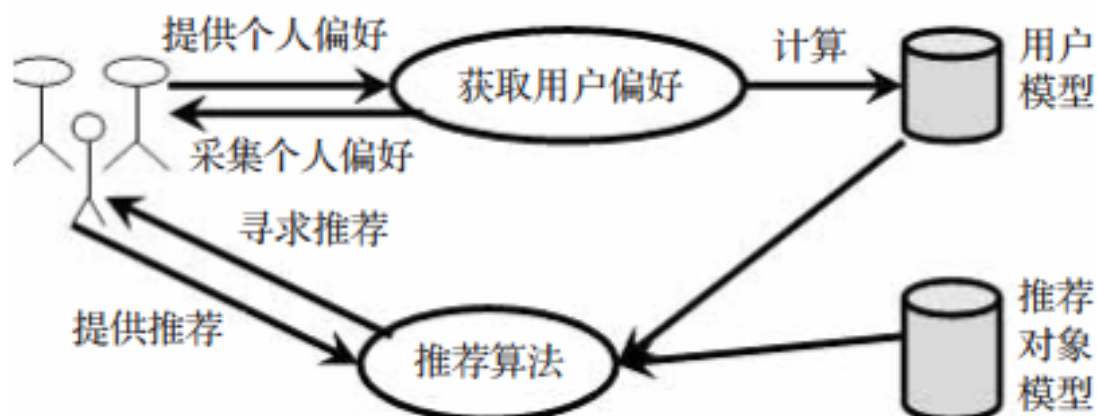 提供个人偏好
获取用户偏好
计算
用户
模型
采集个人偏好
寻求推荐
提供推荐
推荐算法
推荐
对象
模型